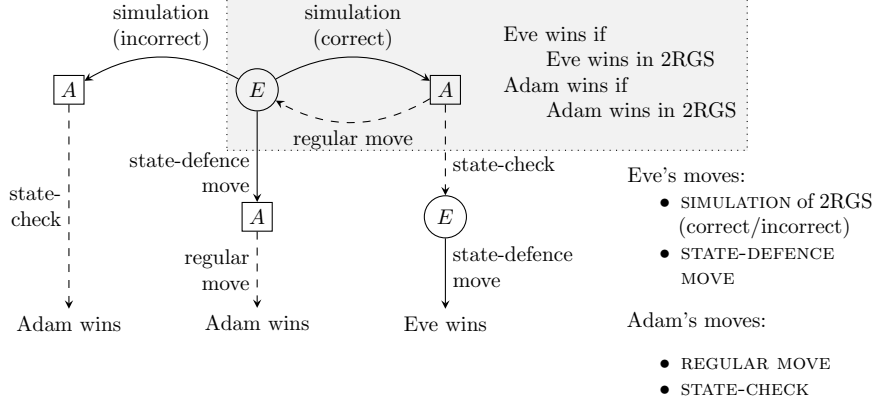 simulation
(incorrect)
simulation
(correct)
Eve wins if
Eve wins in 2RGS
Adam wins if
Adam wins in 2RGS
A
E
A
regular move
state-defence
move
state-check
state-
check
A
E
regular
move
state-defence
move
Adam wins
Adam wins
Eve wins
Eve's moves:
• SIMULATION of 2RGS
(correct/incorrect)
• STATE-DEFENCE
MOVE
Adam's moves:
• REGULAR MOVE
• STATE-CHECK